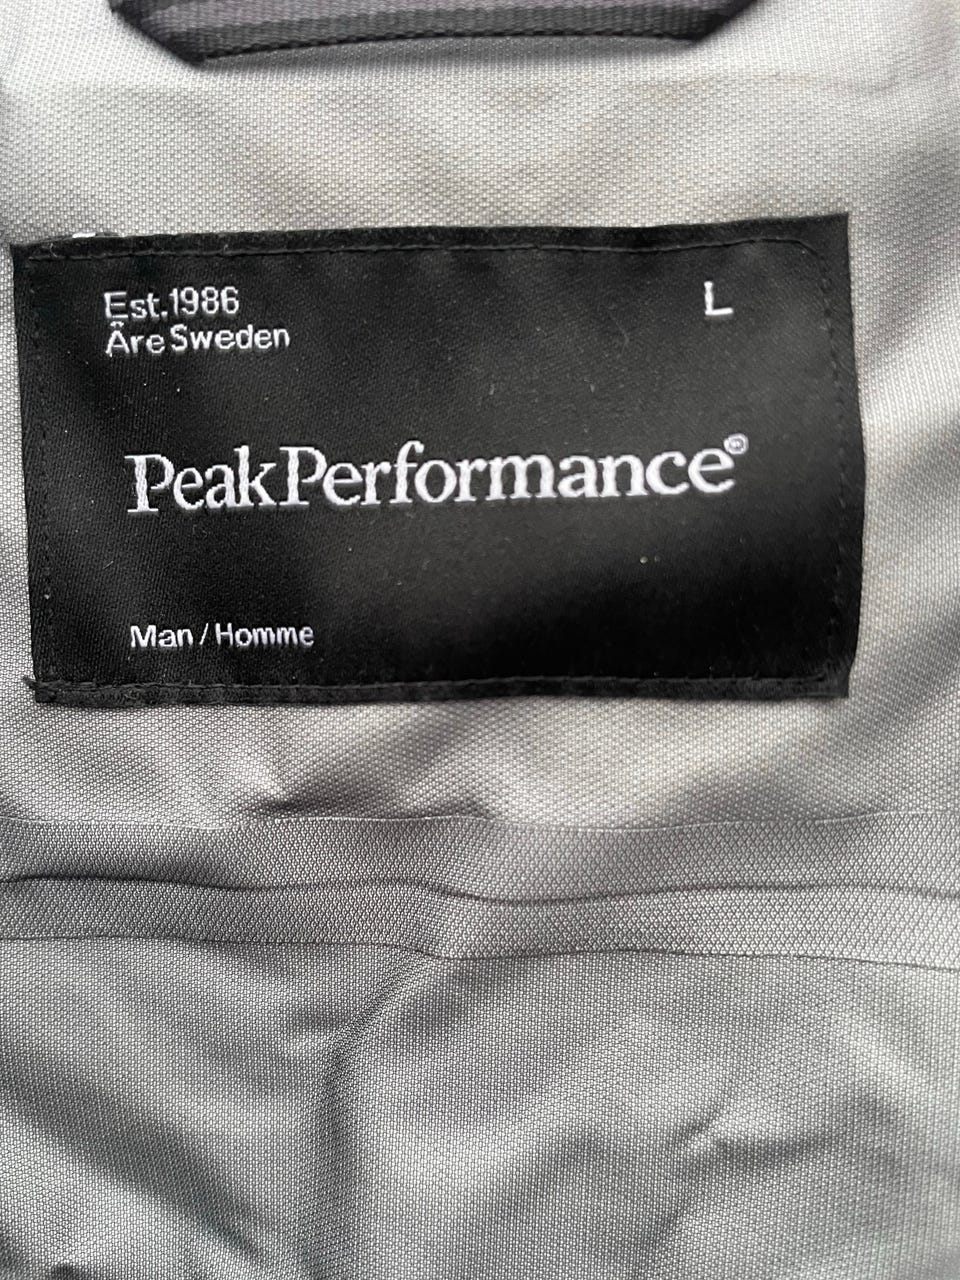 Est.1986
L
Åre Sweden
PeakPerformance®
Man / Homme